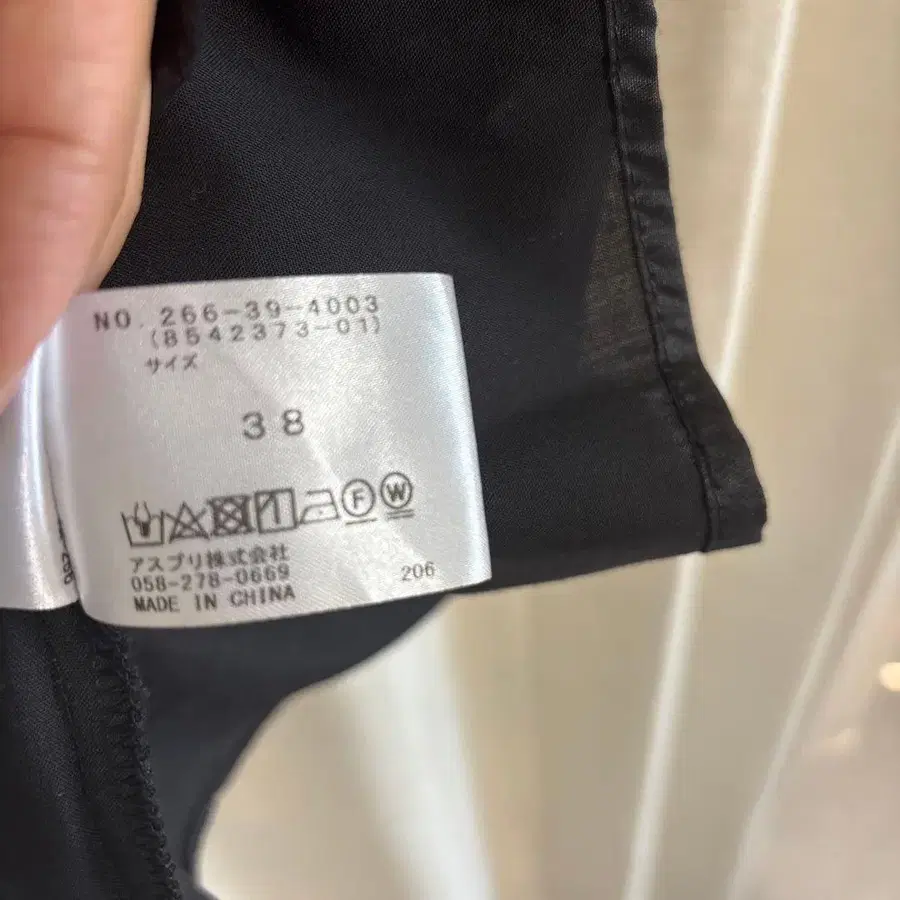 NO. 266-39-4003
(8542373-01)
サイズ
38
F W
アスプリ株式会社
058-278-0669
206
MADE IN CHINA